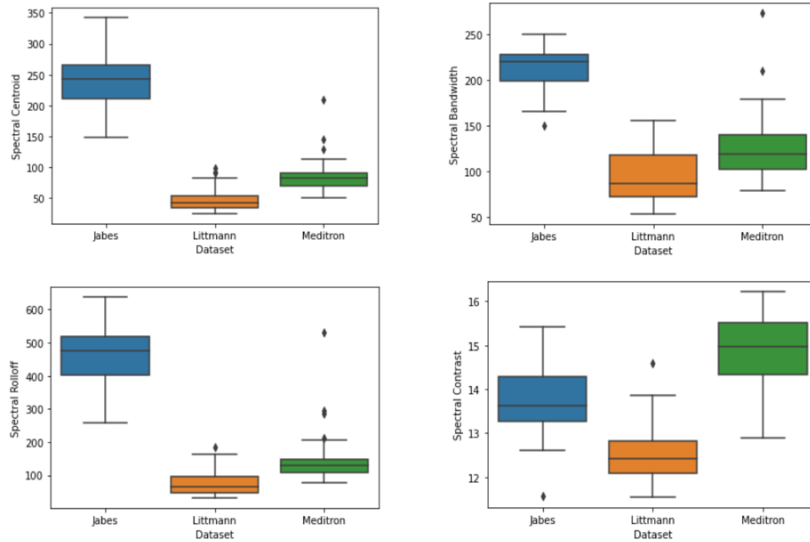 Spectral Centroid
350
300
250
200
150
100
50
Jabes Littmann Meditron
Dataset
Spectral Bandwidth
250
200
150
100
50
Jabes Littmann Meditron
Dataset
Spectral Rolloff
600
500
400
300
200
100
Jabes Littmann Meditron
Dataset
Spectral Contrast
16
15
14
13
12
Jabes Littmann Meditron
Dataset